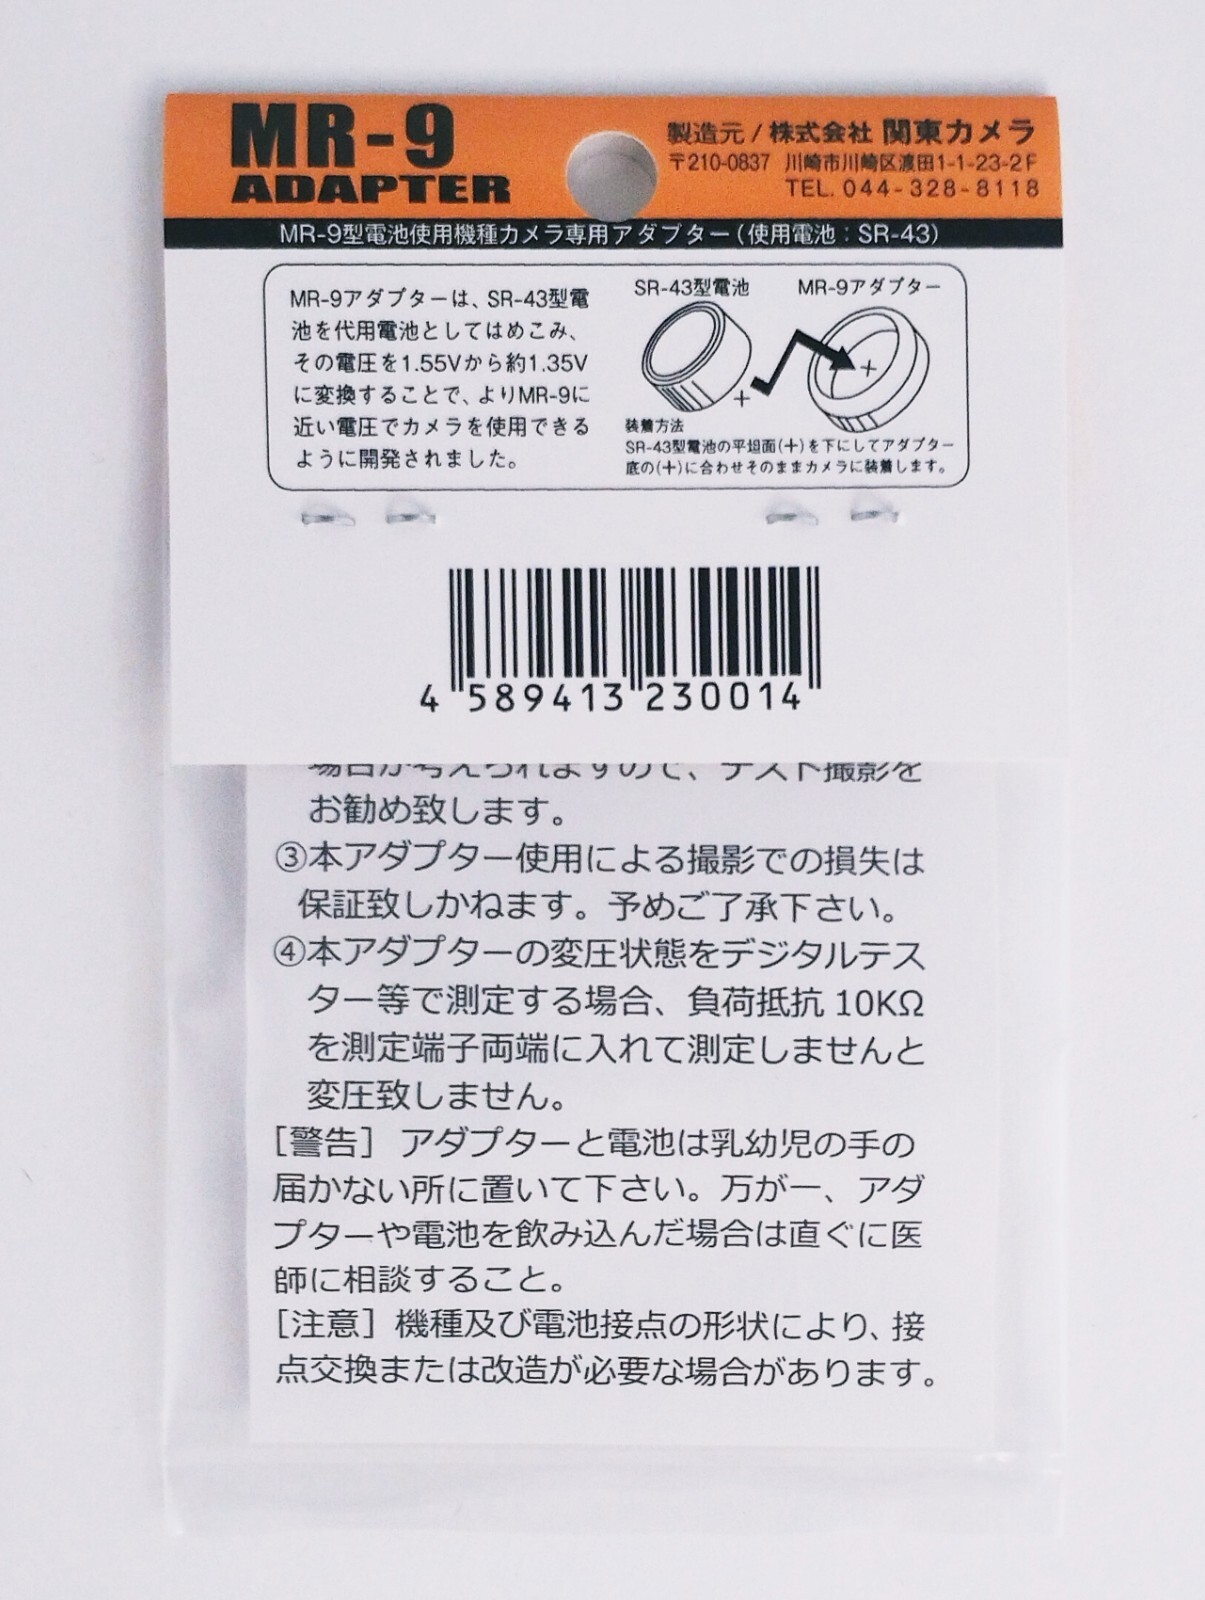 MR-9
ADAPTER
製造元 / 株式会社 関東カメラ
〒210-0837 川崎市川崎区渡田1-1-23-2F
TEL. 044-328-8118
MR-9型電池使用機種カメラ専用アダプター(使用電池：SR-43)
MR-9アダプターは、SR-43型電
池を代用電池としてはめこみ、
その電圧を1.55Vから約1.35V
に変換することで、よりMR-9に
近い電圧でカメラを使用できる
ように開発されました。
SR-43型電池
MR-9アダプター
+
+
装着方法
SR-43型電池の平坦面(+)を下にしてアダプター
底の(+)に合わせそのままカメラに装着します。
4 589413 230014
場合が考えられますので、テスト撮影を
お勧め致します。
③本アダプター使用による撮影での損失は
保証致しかねます。予めご了承下さい。
④本アダプターの変圧状態をデジタルテス
ター等で測定する場合、負荷抵抗 10KΩ
を測定端子両端に入れて測定しませんと
変圧致しません。
[警告] アダプターと電池は乳幼児の手の
届かない所に置いて下さい。万が一、アダ
プターや電池を飲み込んだ場合は直ぐに医
師に相談すること。
[注意] 機種及び電池接点の形状により、接
点交換または改造が必要な場合があります。